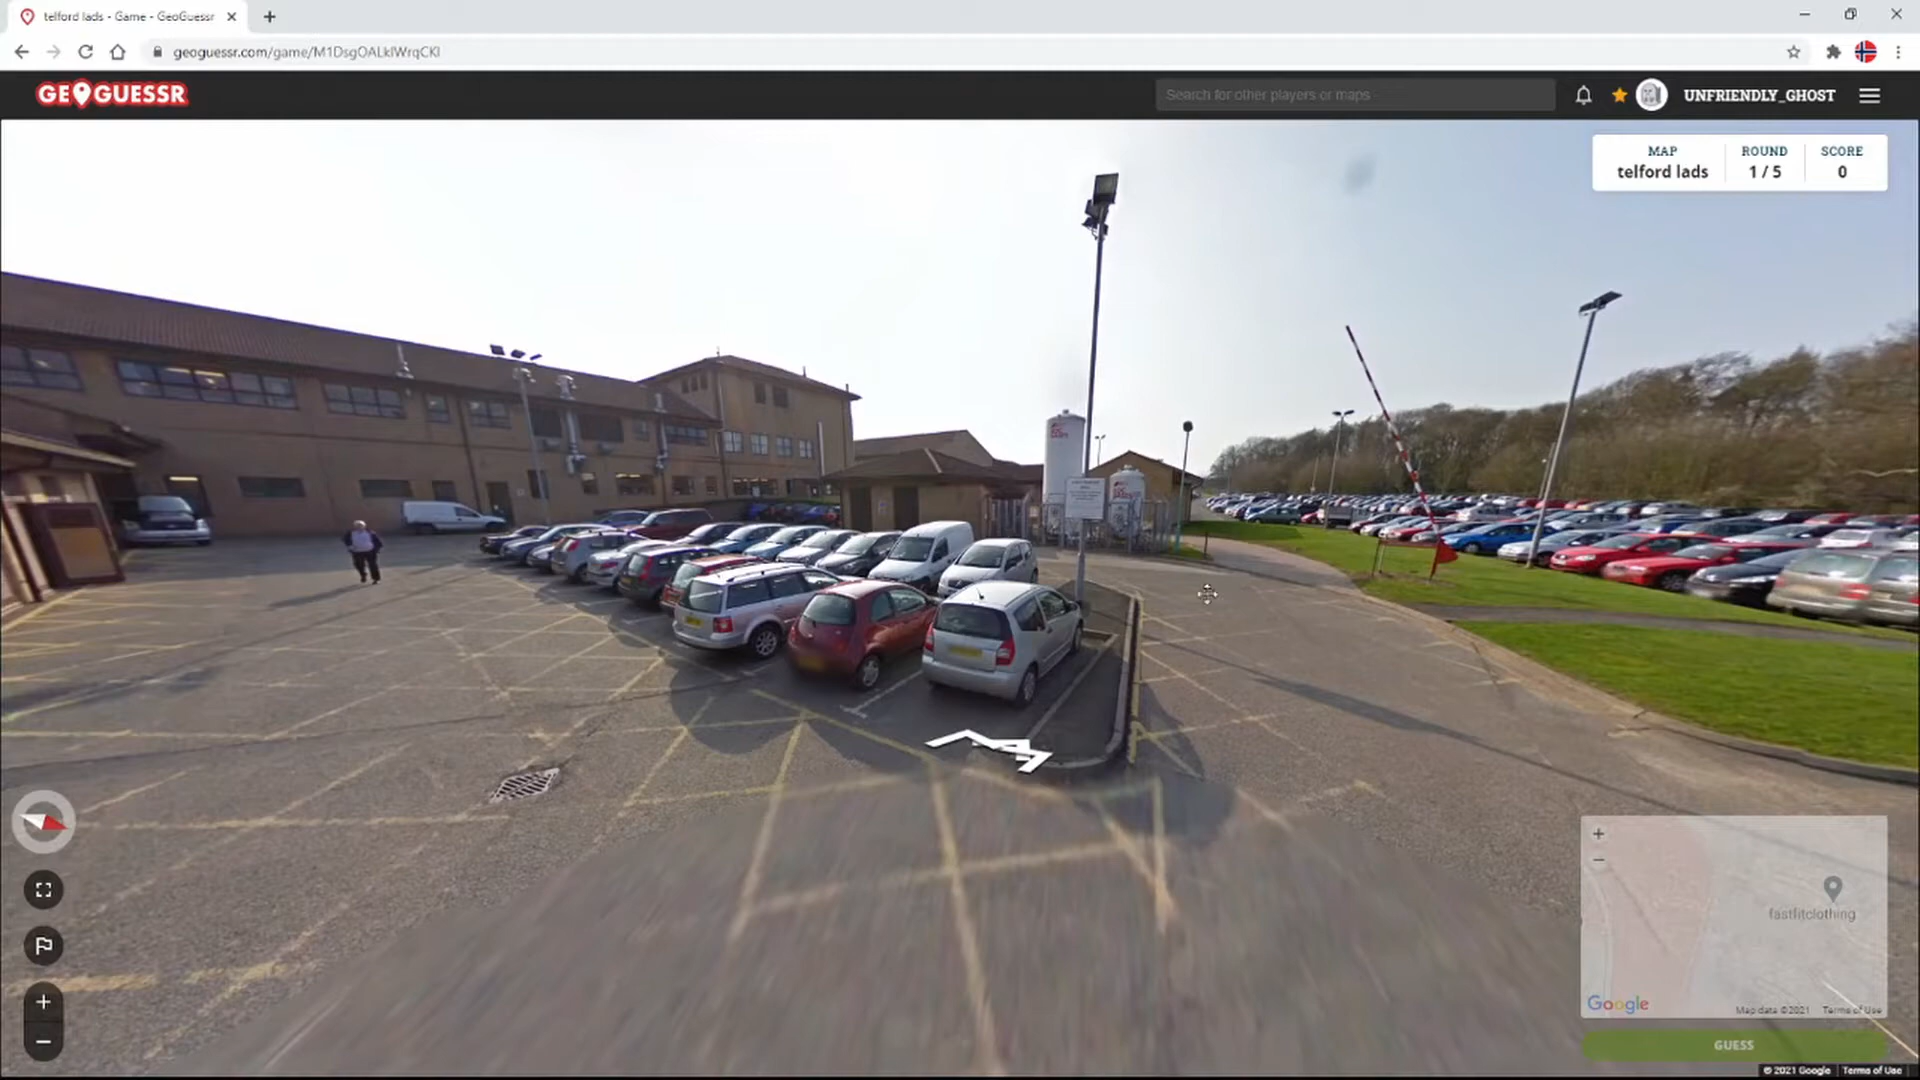 telford lads - Game - GeoGuessr
geoguessr.com/game/M1DsgOALkIWrqCKl
GEOGUESSR
Search for other players or maps
UNFRIENDLY_GHOST
MAP
telford lads
ROUND
1 / 5
SCORE
0
fastfitclothing
Google
Map data ©2021
Terms of Use
GUESS
© 2021 Google
Terms of Use